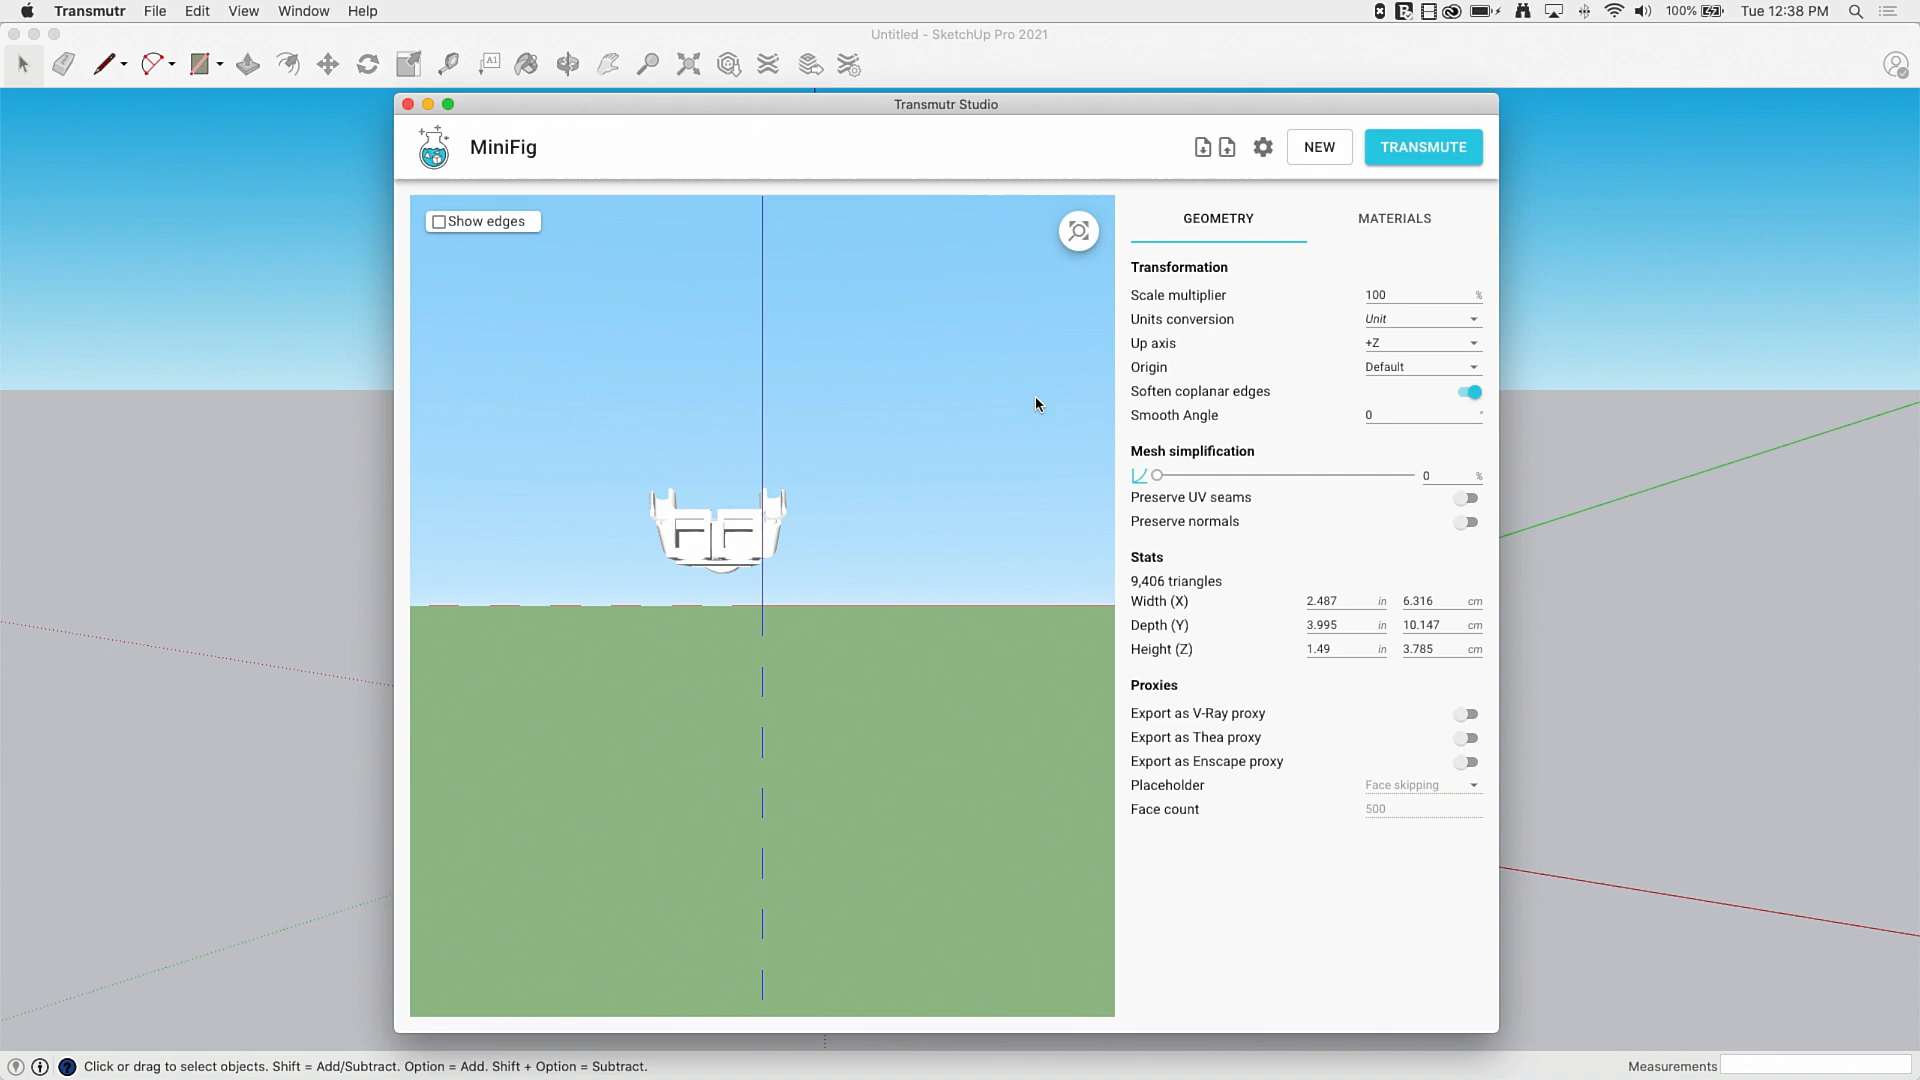 Transmutr File Edit View Window Help
100%
Tue 12:38 PM
Untitled - SketchUp Pro 2021
A1
Transmutr Studio
MiniFig
NEW
TRANSMUTE
Show edges
GEOMETRY
MATERIALS
Transformation
Scale multiplier 100 %
Units conversion Unit
Up axis +Z
Origin Default
Soften coplanar edges
Smooth Angle 0 °
Mesh simplification
0 %
Preserve UV seams
Preserve normals
Stats
9,406 triangles
Width (X) 2.487 in 6.316 cm
Depth (Y) 3.995 in 10.147 cm
Height (Z) 1.49 in 3.785 cm
Proxies
Export as V-Ray proxy
Export as Thea proxy
Export as Enscape proxy
Placeholder Face skipping
Face count 500
Click or drag to select objects. Shift = Add/Subtract. Option = Add. Shift + Option = Subtract.
Measurements